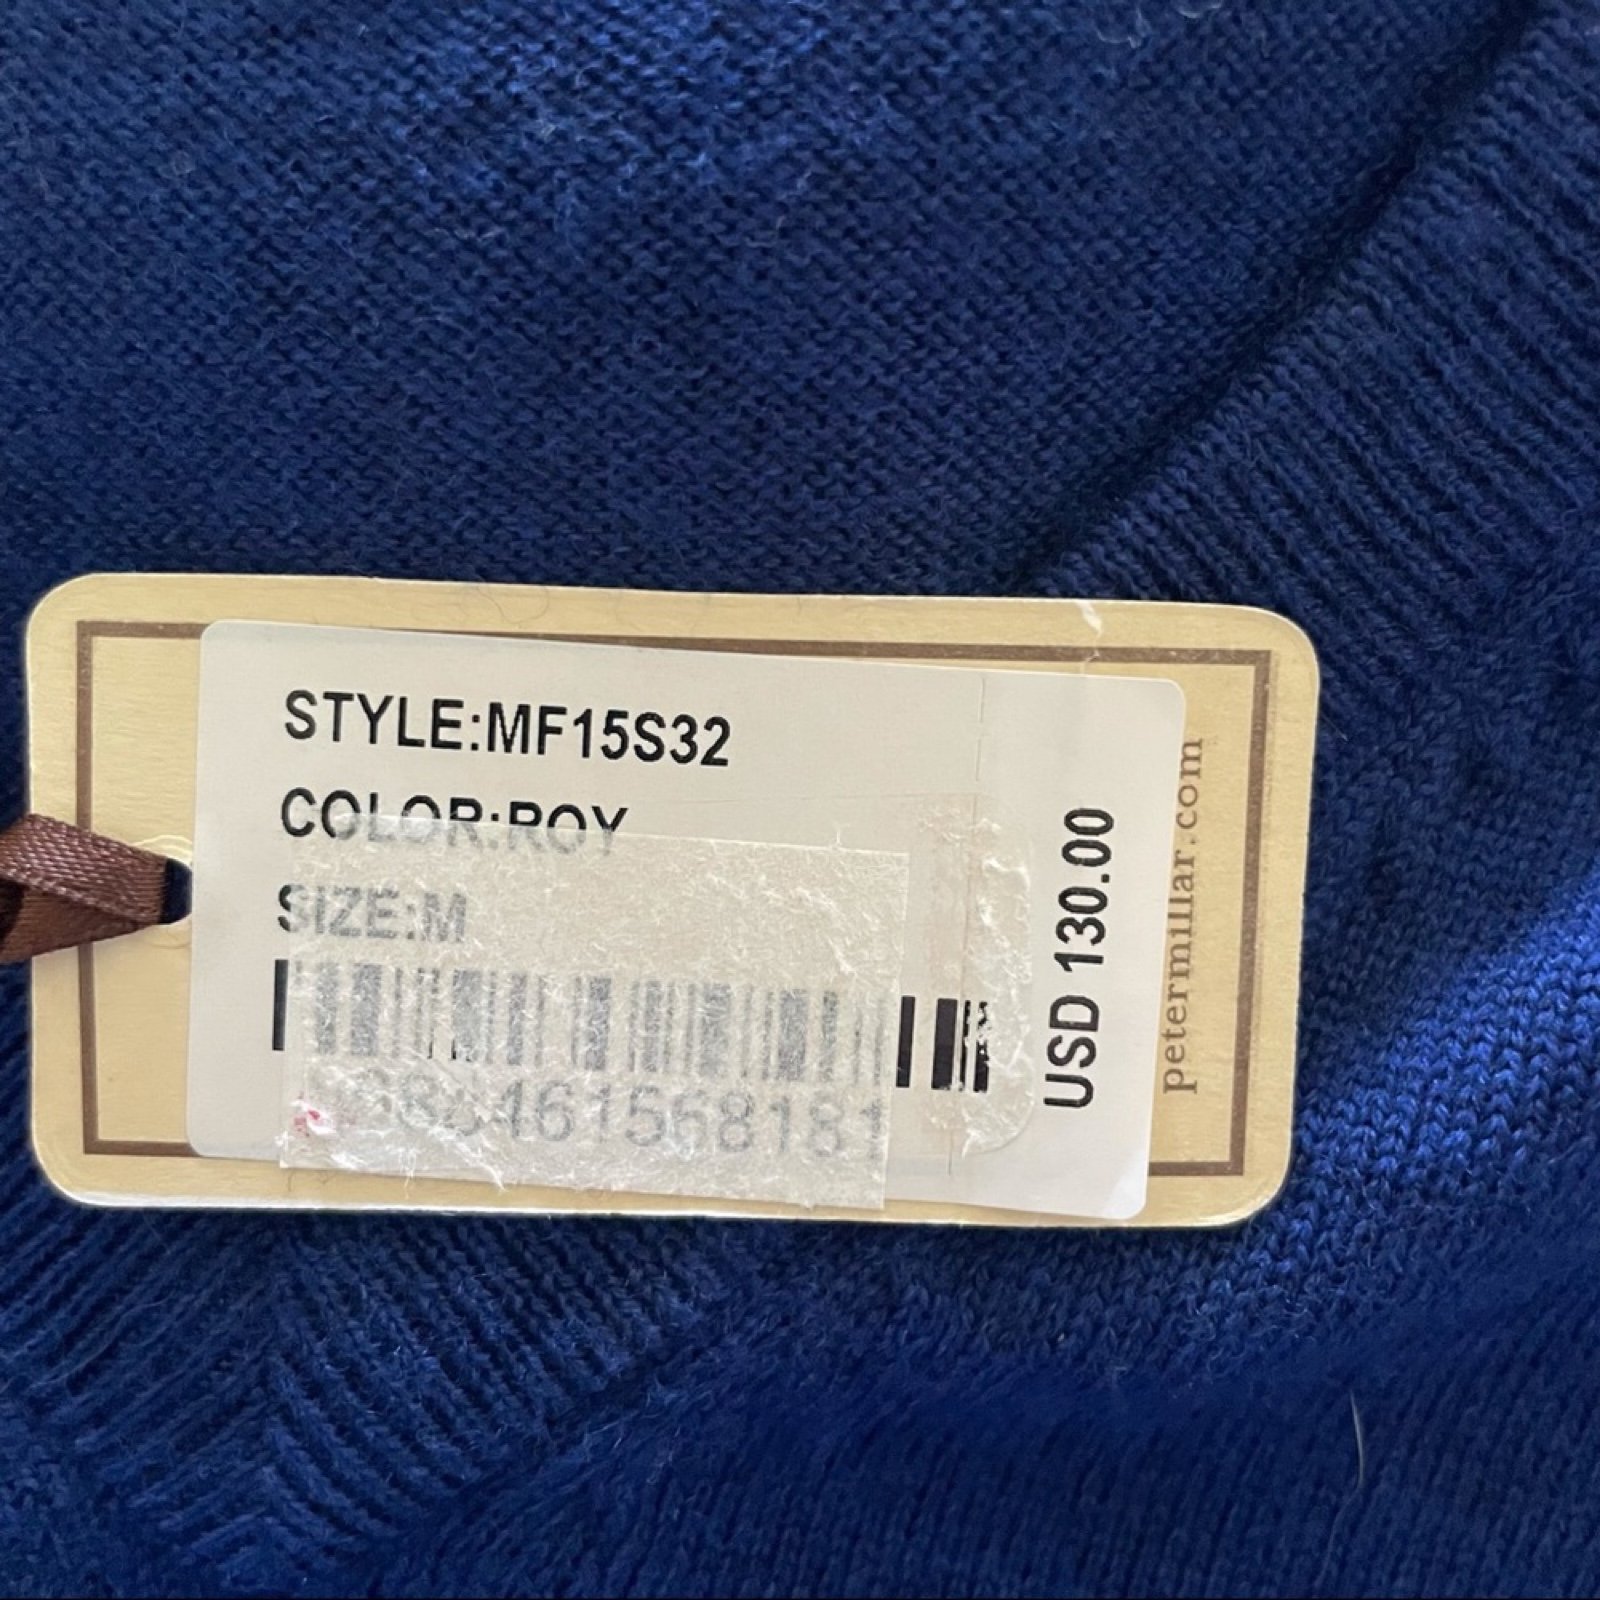 STYLE:MF15S32
COLOR:ROY
SIZE:M
USD 130.00
petermillar.com